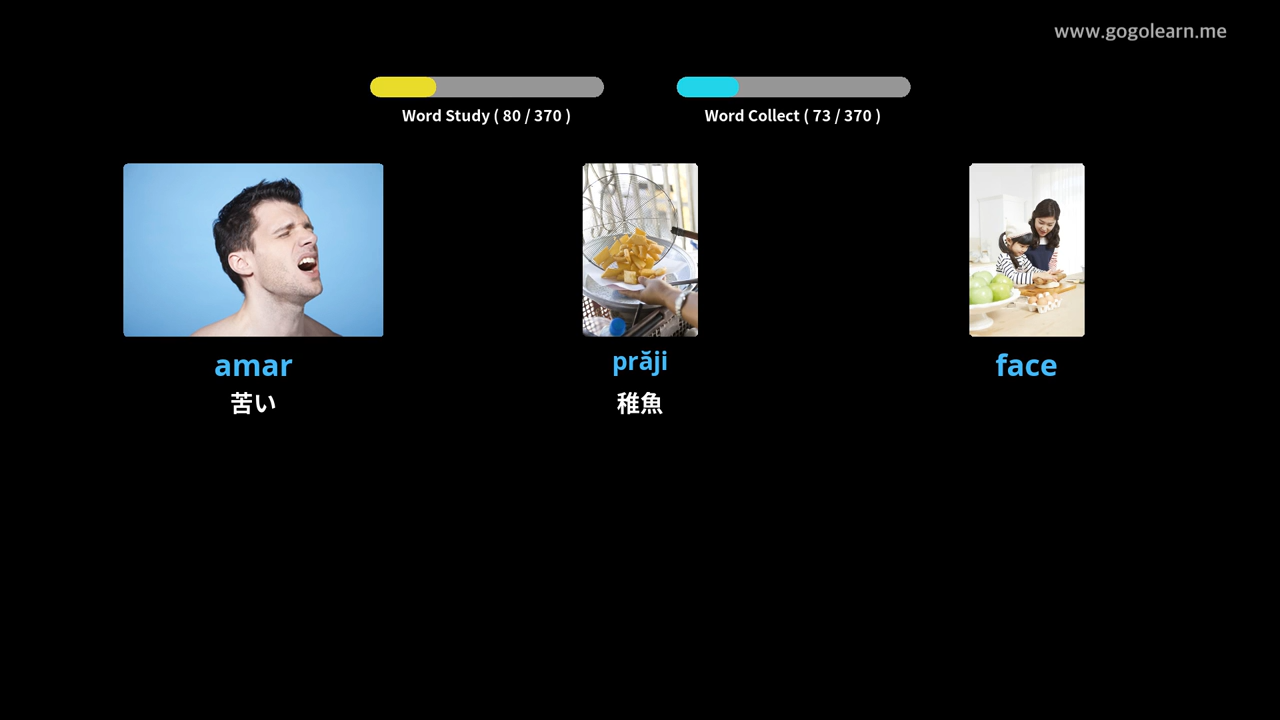 www.gogolearn.me
Word Study ( 80 / 370 )
Word Collect ( 73 / 370 )
amar
苦い
prăji
稚魚
face